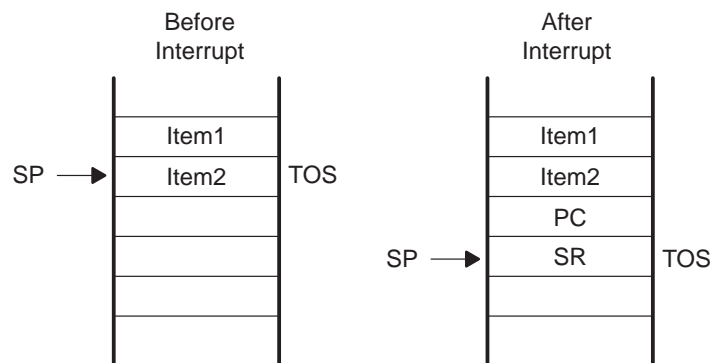 Before
Interrupt
Item1
SP
Item2
TOS
After
Interrupt
Item1
Item2
PC
SP
SR
TOS